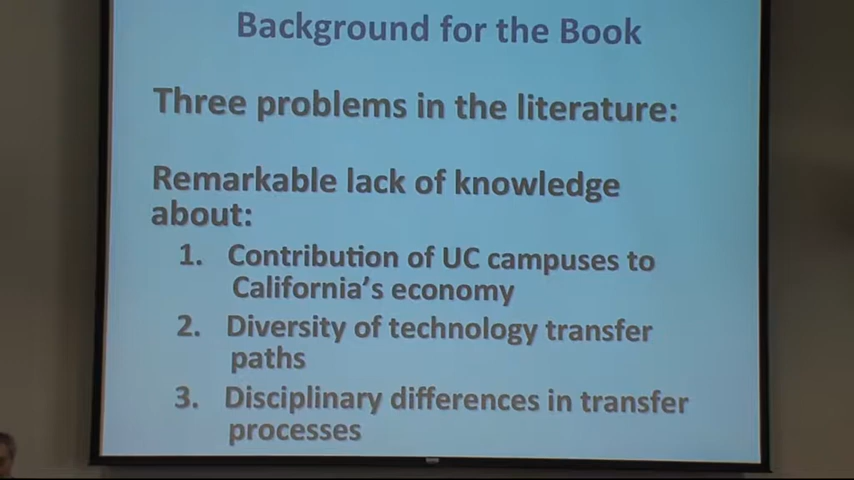 Background for the Book
Three problems in the literature:
Remarkable lack of knowledge
about:
1. Contribution of UC campuses to
California's economy
2. Diversity of technology transfer
paths
3. Disciplinary differences in transfer
processes